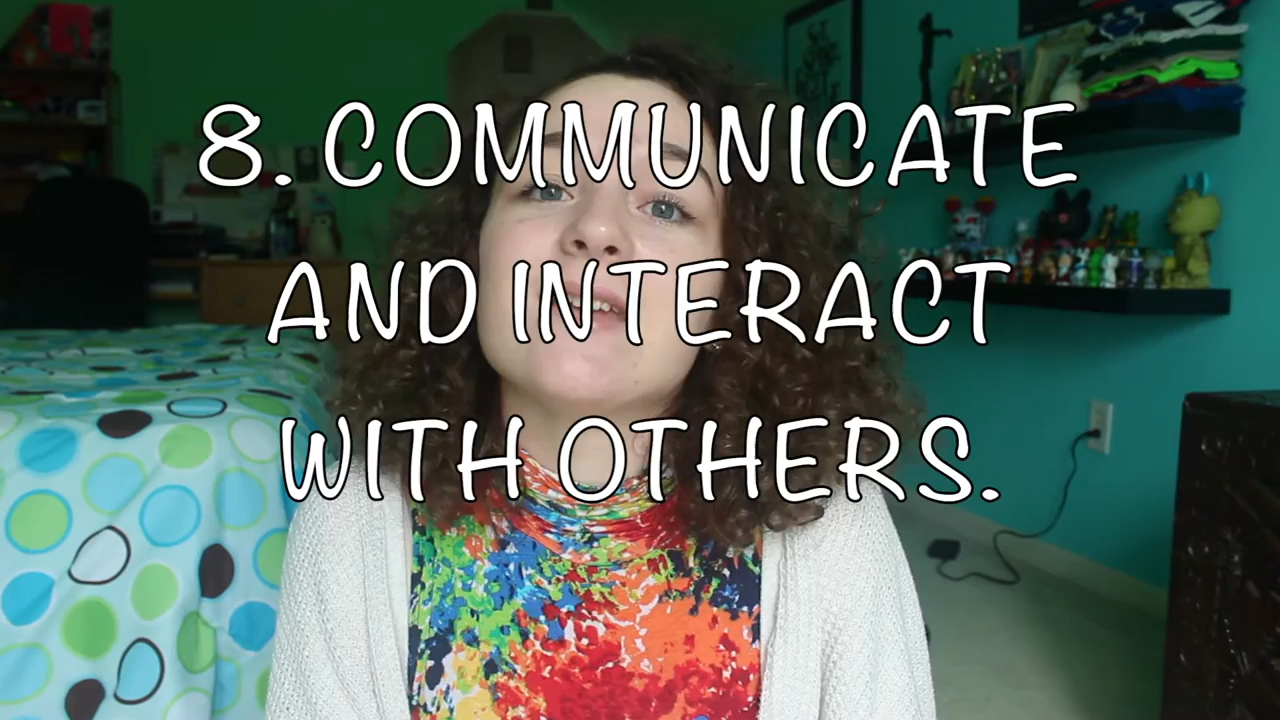 8. COMMUNICATE
AND INTERACT
WITH OTHERS.